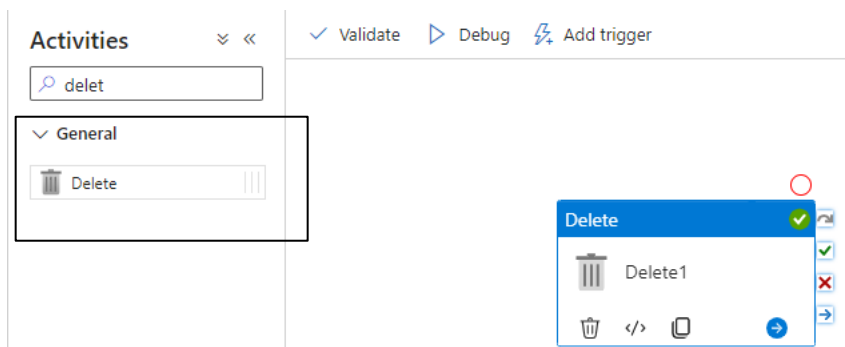 Activities
Validate
Debug
Add trigger
delet
General
Delete
Delete
Delete1